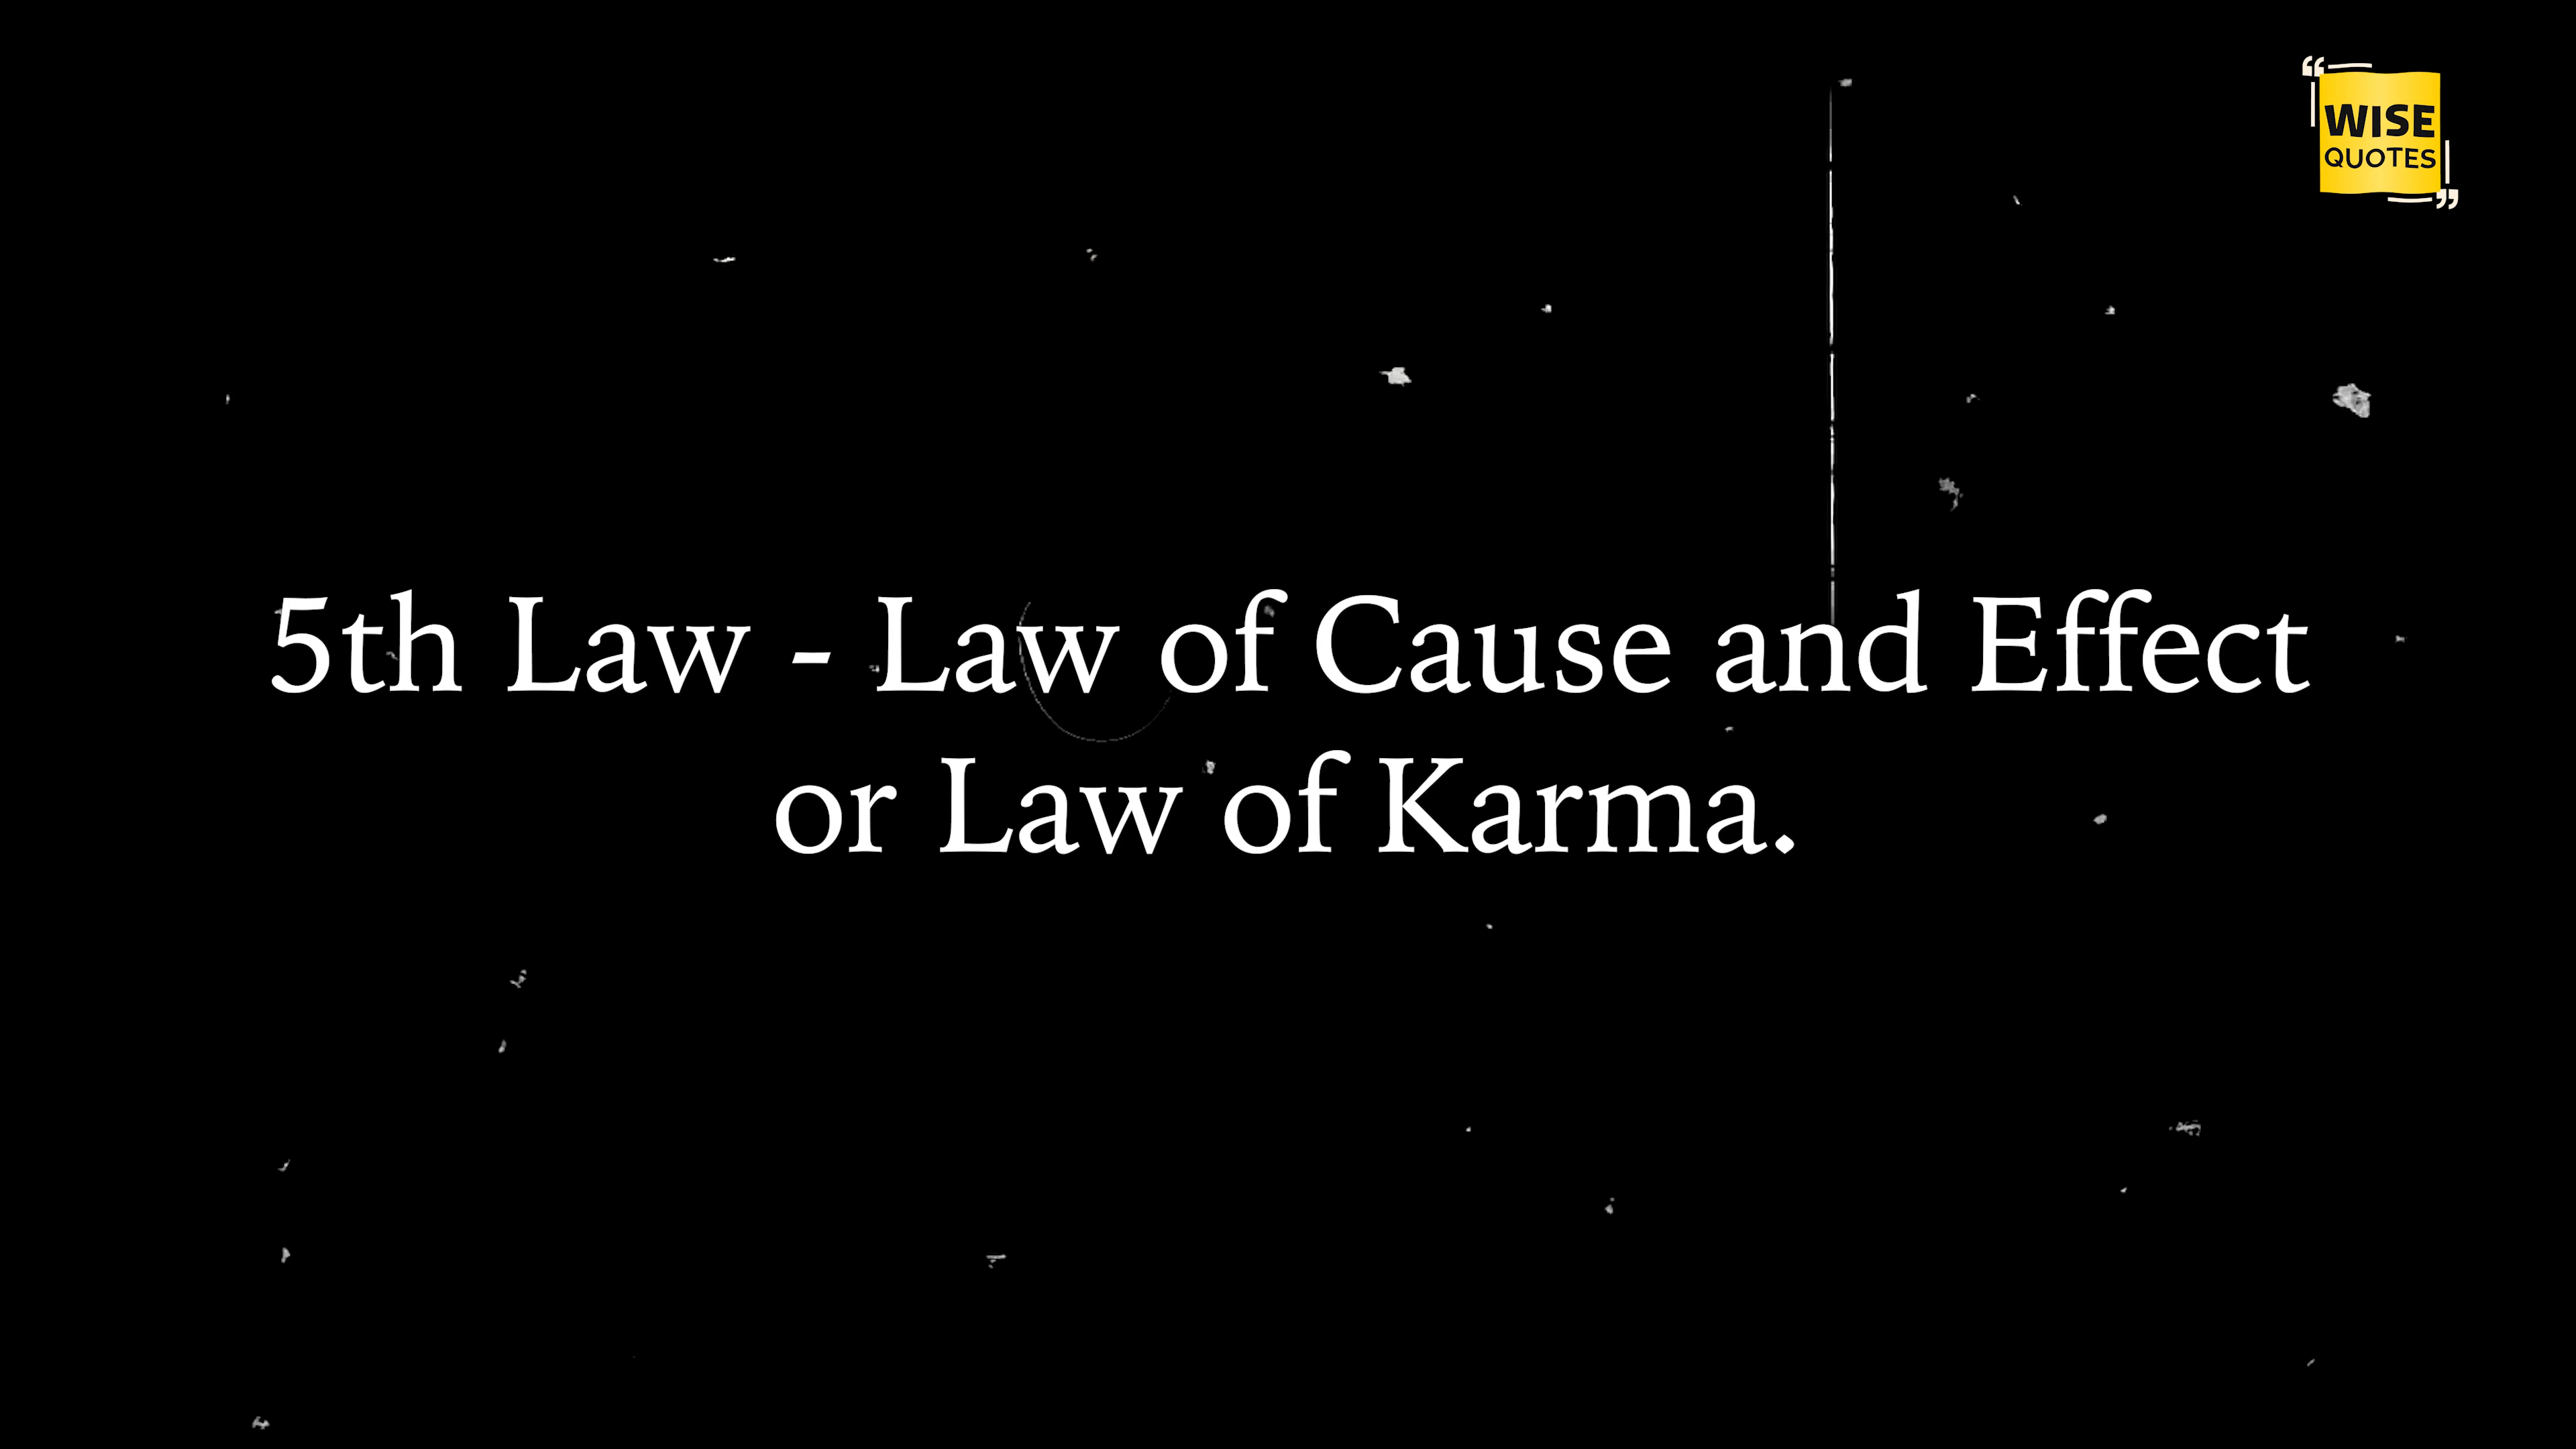 WISE
QUOTES
5th Law - Law of Cause and Effect
or Law of Karma.